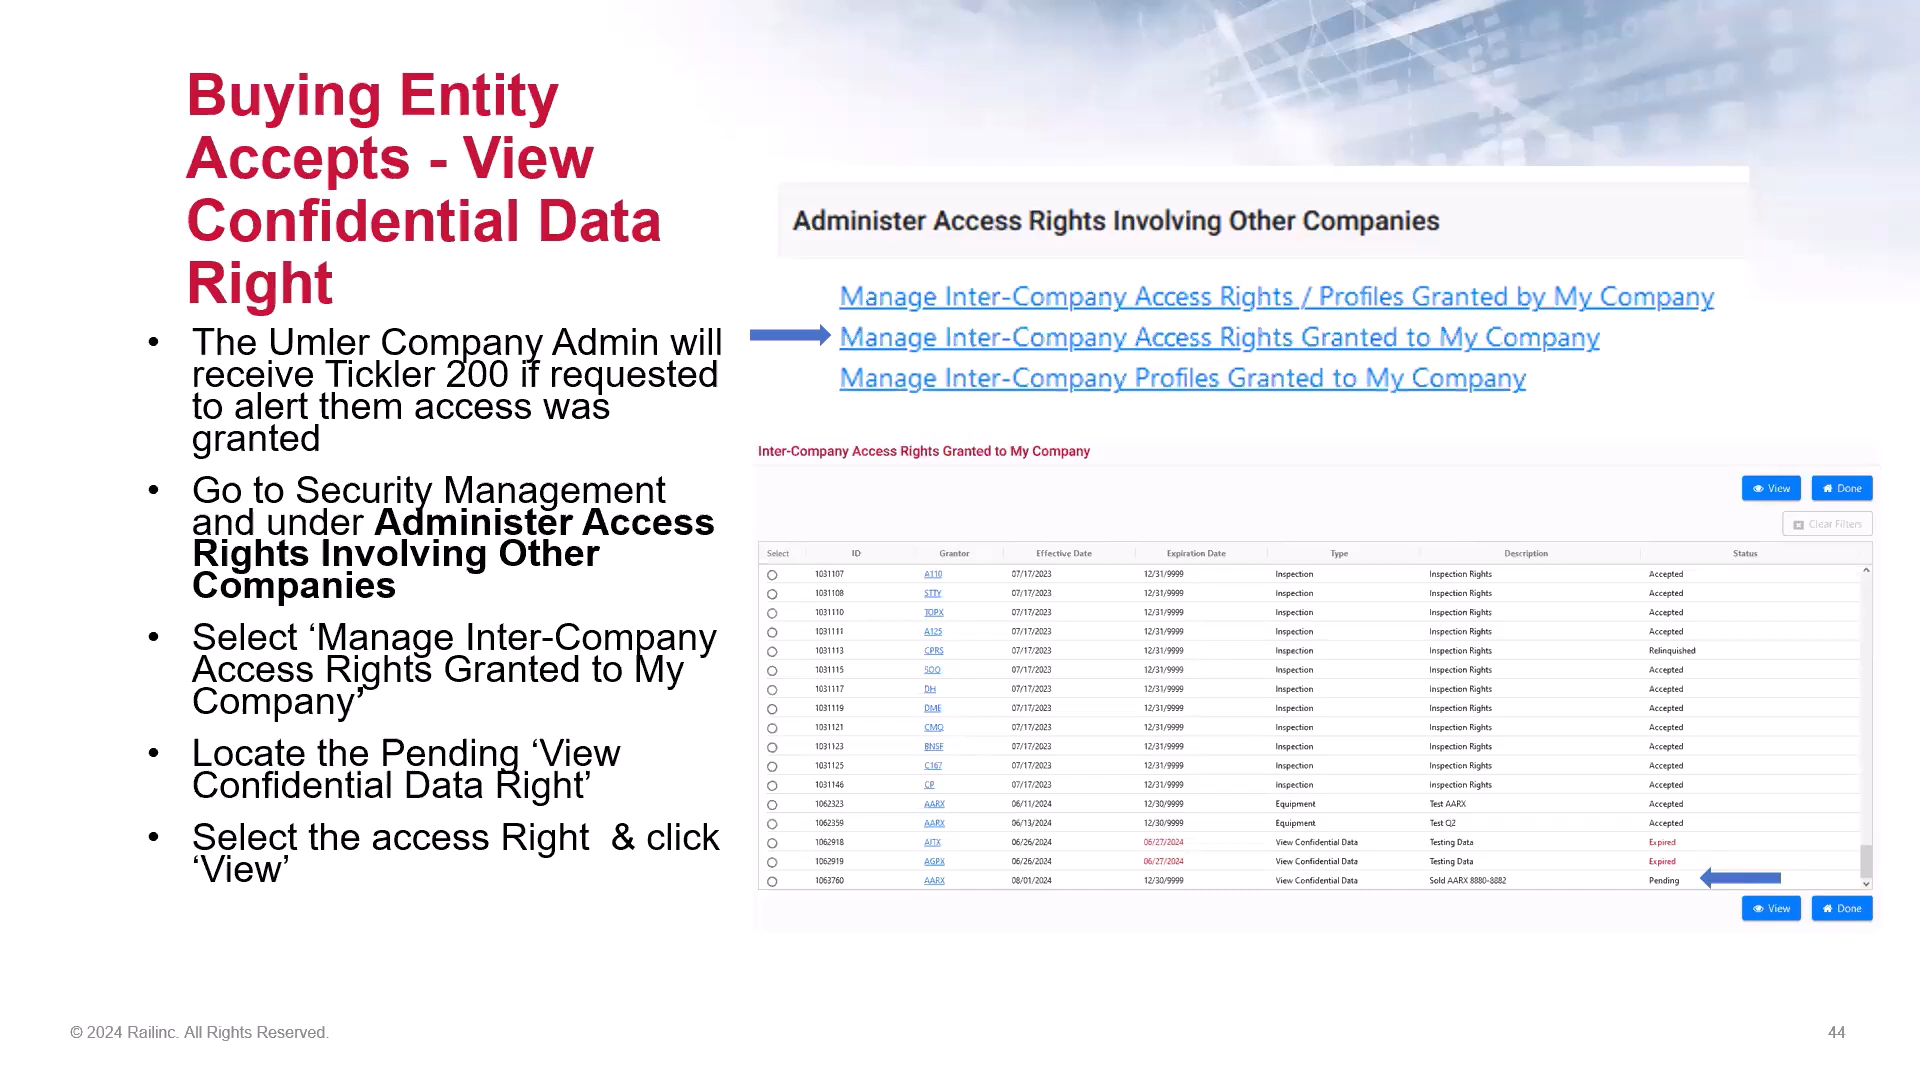 Buying Entity
Accepts - View
Confidential Data
Right
• The Umler Company Admin will
receive Tickler 200 if requested
to alert them access was
granted
• Go to Security Management
and under Administer Access
Rights Involving Other
Companies
• Select ‘Manage Inter-Company
Access Rights Granted to My
Company’
• Locate the Pending ‘View
Confidential Data Right’
• Select the access Right & click
‘View’
Administer Access Rights Involving Other Companies
Manage Inter-Company Access Rights / Profiles Granted by My Company
Manage Inter-Company Access Rights Granted to My Company
Manage Inter-Company Profiles Granted to My Company
Inter-Company Access Rights Granted to My Company
View Done
Clear Filters
Select ID Grantor Effective Date Expiration Date Type Description Status
1031107 A110 07/17/2023 12/31/9999 Inspection Inspection Rights Accepted
1031108 STTY 07/17/2023 12/31/9999 Inspection Inspection Rights Accepted
1031110 TOPX 07/17/2023 12/31/9999 Inspection Inspection Rights Accepted
1031111 A125 07/17/2023 12/31/9999 Inspection Inspection Rights Accepted
1031113 CPRS 07/17/2023 12/31/9999 Inspection Inspection Rights Relinquished
1031115 SOO 07/17/2023 12/31/9999 Inspection Inspection Rights Accepted
1031117 DH 07/17/2023 12/31/9999 Inspection Inspection Rights Accepted
1031119 DME 07/17/2023 12/31/9999 Inspection Inspection Rights Accepted
1031121 CMQ 07/17/2023 12/31/9999 Inspection Inspection Rights Accepted
1031123 BNSF 07/17/2023 12/31/9999 Inspection Inspection Rights Accepted
1031125 C167 07/17/2023 12/31/9999 Inspection Inspection Rights Accepted
1031146 CP 07/17/2023 12/31/9999 Inspection Inspection Rights Accepted
1062323 AARX 06/11/2024 12/30/9999 Equipment Test AARX Accepted
1062359 AARX 06/13/2024 12/30/9999 Equipment Test Q2 Accepted
1062918 AITX 06/26/2024 06/27/2024 View Confidential Data Testing Data Expired
1062919 AGPX 06/26/2024 06/27/2024 View Confidential Data Testing Data Expired
1063760 AARX 08/01/2024 12/30/9999 View Confidential Data Sold AARX 8880-8882 Pending
View Done
© 2024 Railinc. All Rights Reserved.
44